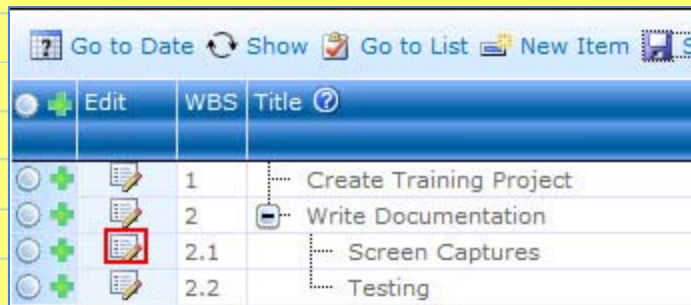 Go to Date Show Go to List New Item S
Edit WBS Title
1 Create Training Project
2 Write Documentation
2.1 Screen Captures
2.2 Testing